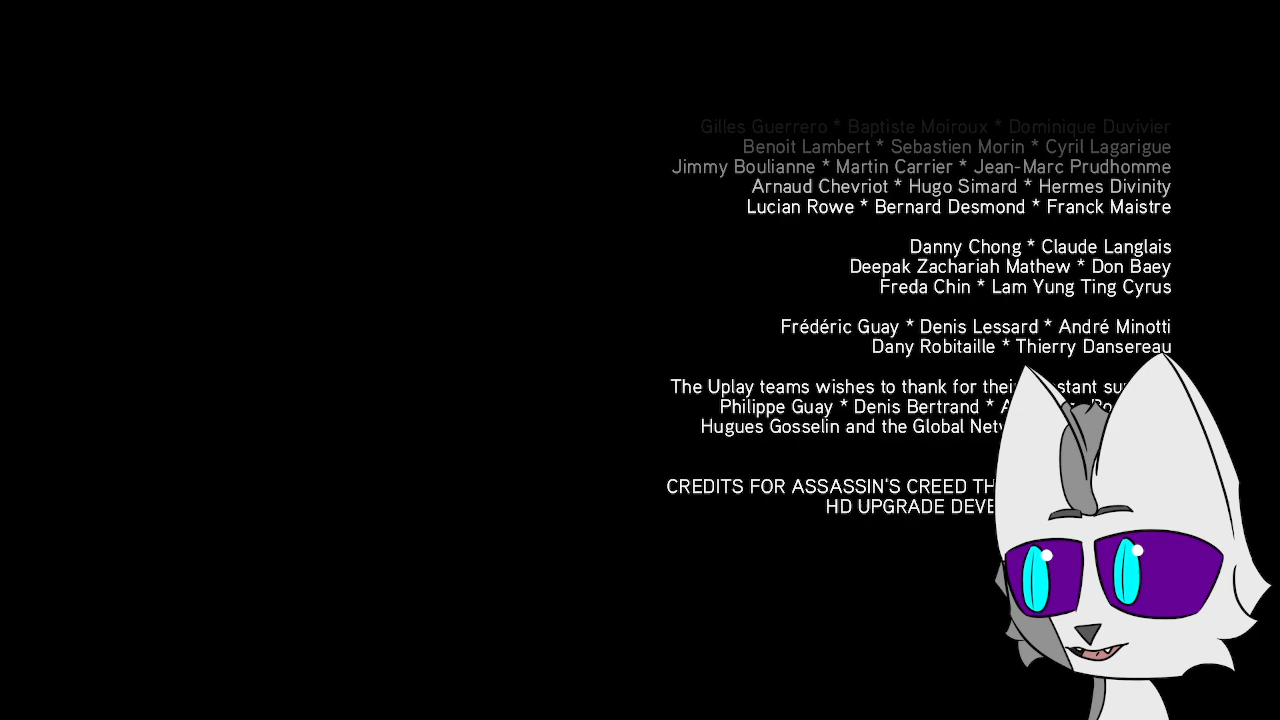 Gilles Guerrero * Baptiste Moiroux * Dominique Duvivier
Benoit Lambert * Sebastien Morin * Cyril Lagarigue
Jimmy Boulianne * Martin Carrier * Jean-Marc Prudhomme
Arnaud Chevriot * Hugo Simard * Hermes Divinity
Lucian Rowe * Bernard Desmond * Franck Maistre
Danny Chong * Claude Langlais
Deepak Zachariah Mathew * Don Baey
Freda Chin * Lam Yung Ting Cyrus
Frédéric Guay * Denis Lessard * André Minotti
Dany Robitaille * Thierry Dansereau
The Uplay teams wishes to thank for their
Philippe Guay * Denis Bertrand *
Hugues Gosselin and the Global
CREDITS FOR ASSASSIN'S CREED
HD UPGRADE